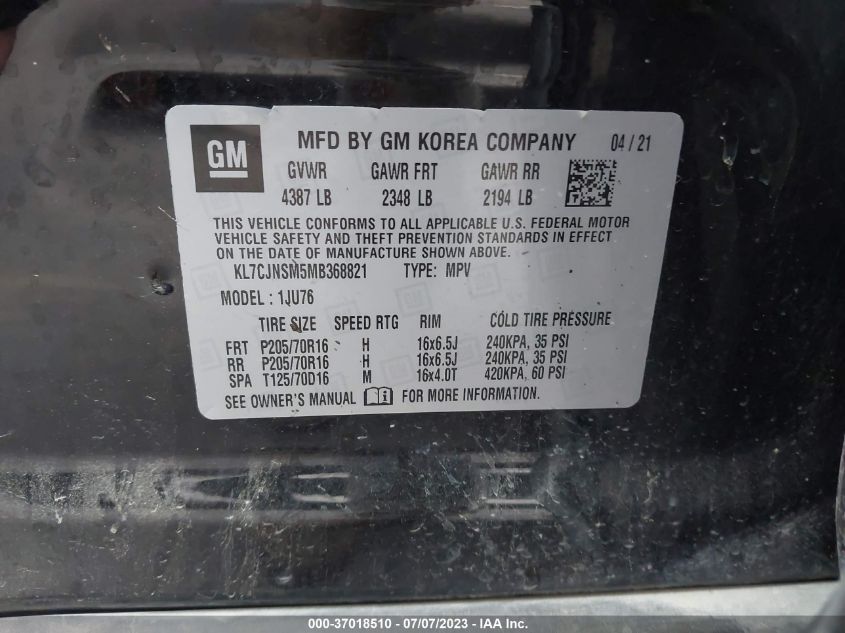 GM
MFD BY GM KOREA COMPANY 04 / 21
GVWR GAWR FRT GAWR RR
4387 LB 2348 LB 2194 LB
THIS VEHICLE CONFORMS TO ALL APPLICABLE U.S. FEDERAL MOTOR
VEHICLE SAFETY AND THEFT PREVENTION STANDARDS IN EFFECT
ON THE DATE OF MANUFACTURE SHOWN ABOVE.
KL7CJNSM5MB368821 TYPE: MPV
MODEL : 1JU76
TIRE SIZE SPEED RTG RIM COLD TIRE PRESSURE
FRT P205/70R16 H 16x6.5J 240KPA, 35 PSI
RR P205/70R16 H 16x6.5J 240KPA, 35 PSI
SPA T125/70D16 M 16x4.0T 420KPA, 60 PSI
SEE OWNER'S MANUAL FOR MORE INFORMATION.
000-37018510 - 07/07/2023 - IAA Inc.